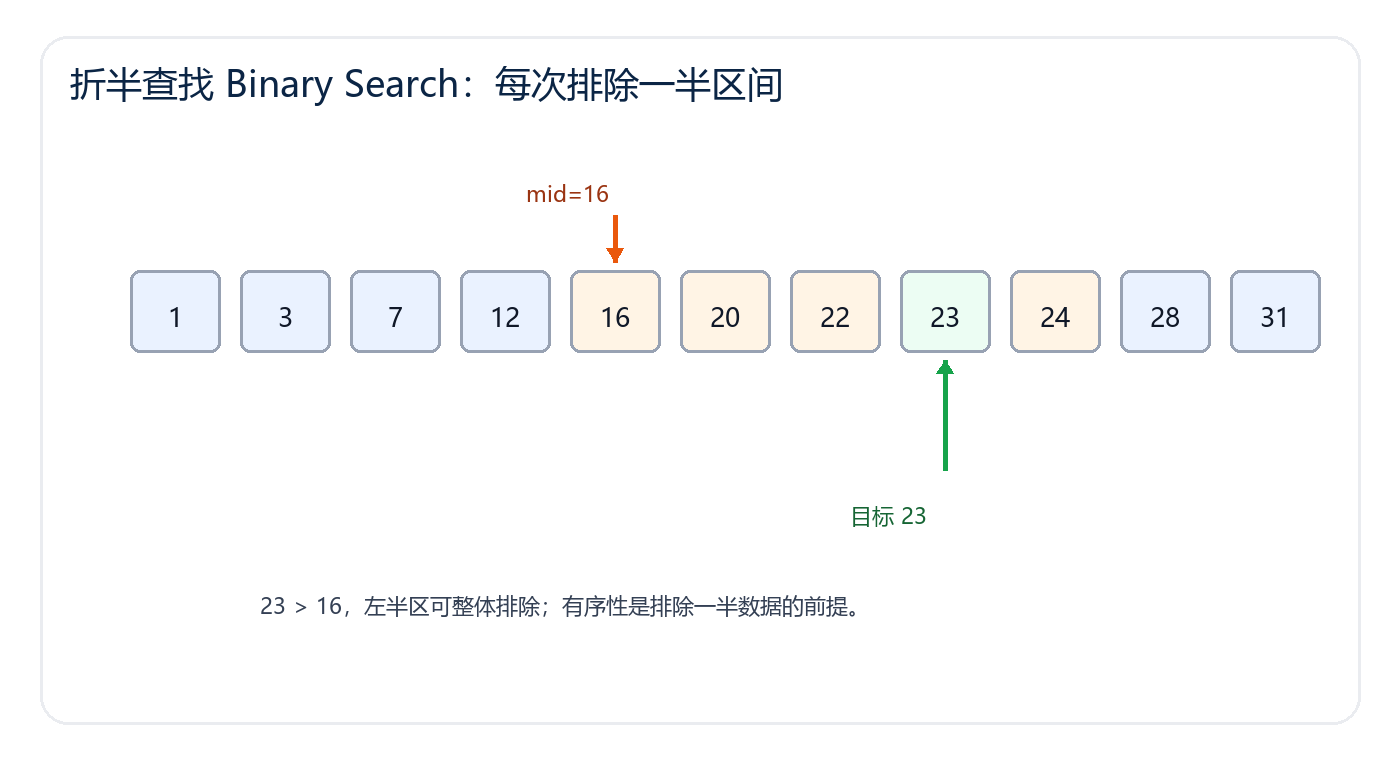 折半查找 Binary Search：每次排除一半区间
mid=16
1 3 7 12 16 20 22 23 24 28 31
目标 23
23 > 16，左半区可整体排除；有序性是排除一半数据的前提。